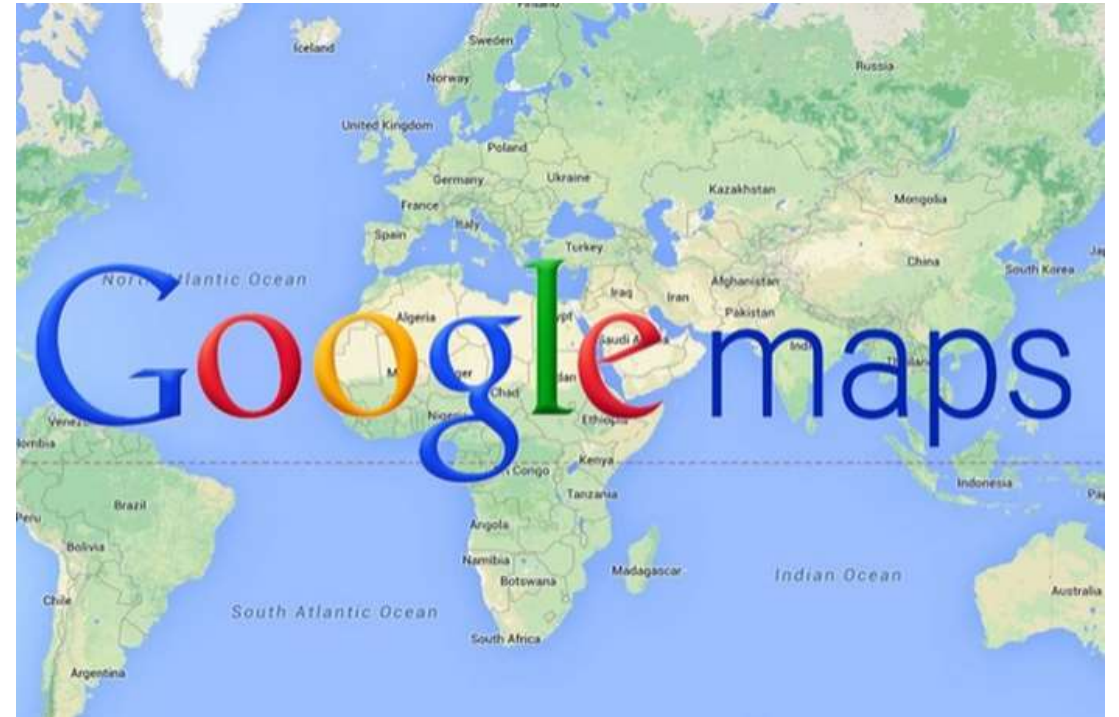 Iceland
Sweden
Russia
Norway
United Kingdom
Poland
Germany
Ukraine
Kazakhstan
Mongolia
France
Italy
Spain
Turkey
China
South Korea
Atlantic Ocean
Afghanistan
Iraq
Iran
Pakistan
Algeria
Google maps
Chad
Ethiopia
Kenya
Congo
Indonesia
Tanzania
Brazil
Peru
Angola
Bolivia
Namibia
Botswana
Madagascar
Indian Ocean
Australia
Chile
South Atlantic Ocean
South Africa
Argentina